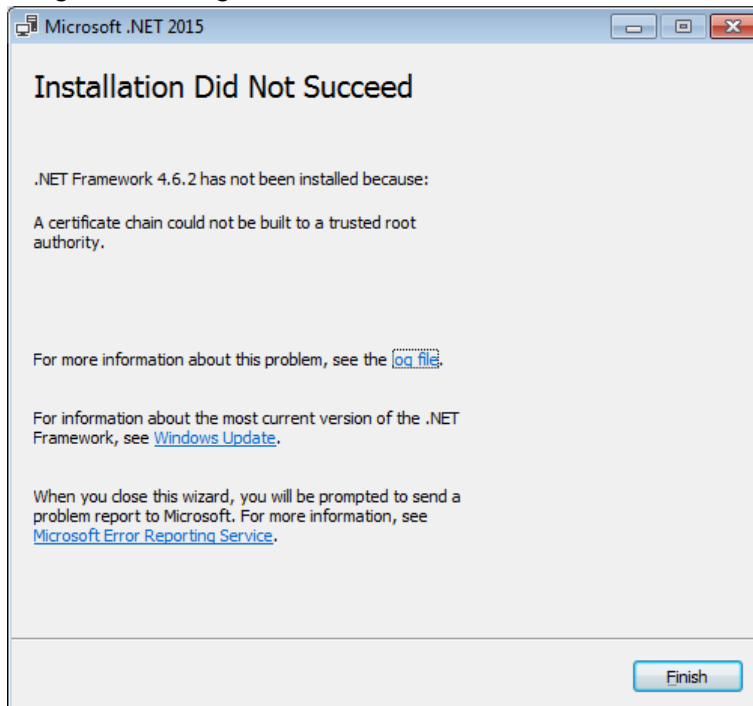 Microsoft .NET 2015
Installation Did Not Succeed
.NET Framework 4.6.2 has not been installed because:
A certificate chain could not be built to a trusted root
authority.
For more information about this problem, see the log file.
For information about the most current version of the .NET
Framework, see Windows Update.
When you close this wizard, you will be prompted to send a
problem report to Microsoft. For more information, see
Microsoft Error Reporting Service.
Finish